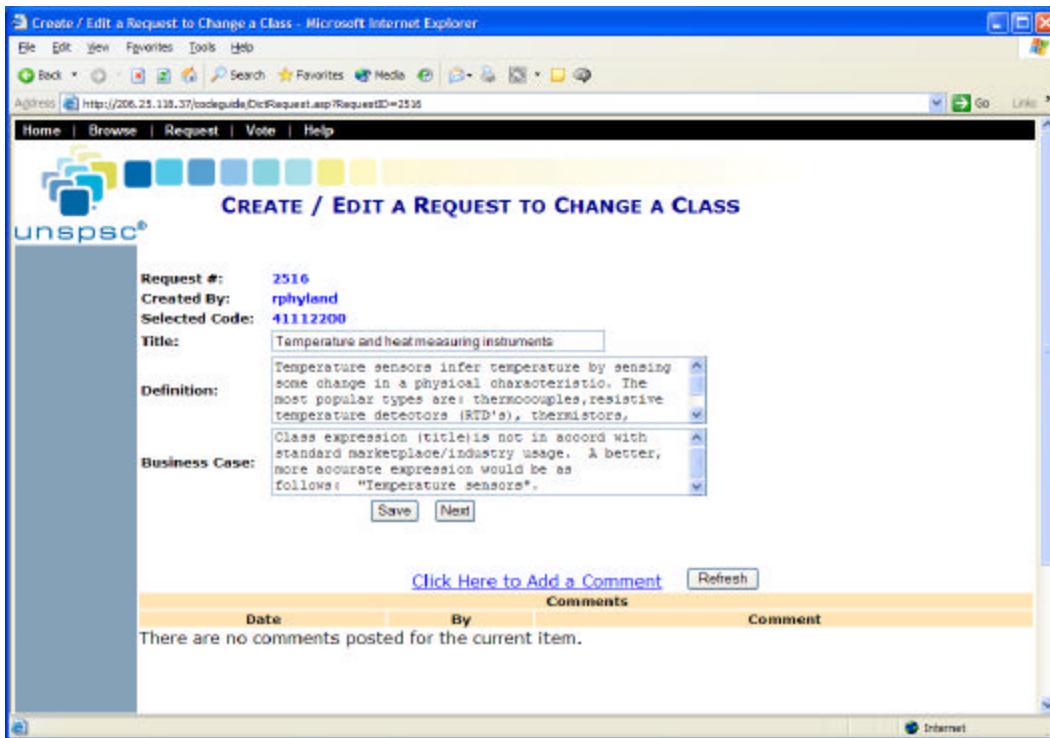 Create / Edit a Request to Change a Class - Microsoft Internet Explorer
File Edit View Favorites Tools Help
Back Search Favorites Media
Address http://206.25.118.37/codeguide/DictRequest.asp?RequestID=2516 Go Links
Home | Browse | Request | Vote | Help
unspsc®
CREATE / EDIT A REQUEST TO CHANGE A CLASS
Request #: 2516
Created By: rphyland
Selected Code: 41112200
Title: Temperature and heat measuring instruments
Definition: Temperature sensors infer temperature by sensing
some change in a physical characteristic. The
most popular types are: thermocouples,resistive
temperature detectors (RTD's), thermistors,
Business Case: Class expression (title)is not in accord with
standard marketplace/industry usage. A better,
more accurate expression would be as
follows: "Temperature sensors".
Save Next
Click Here to Add a Comment Refresh
Comments
Date By Comment
There are no comments posted for the current item.
Internet